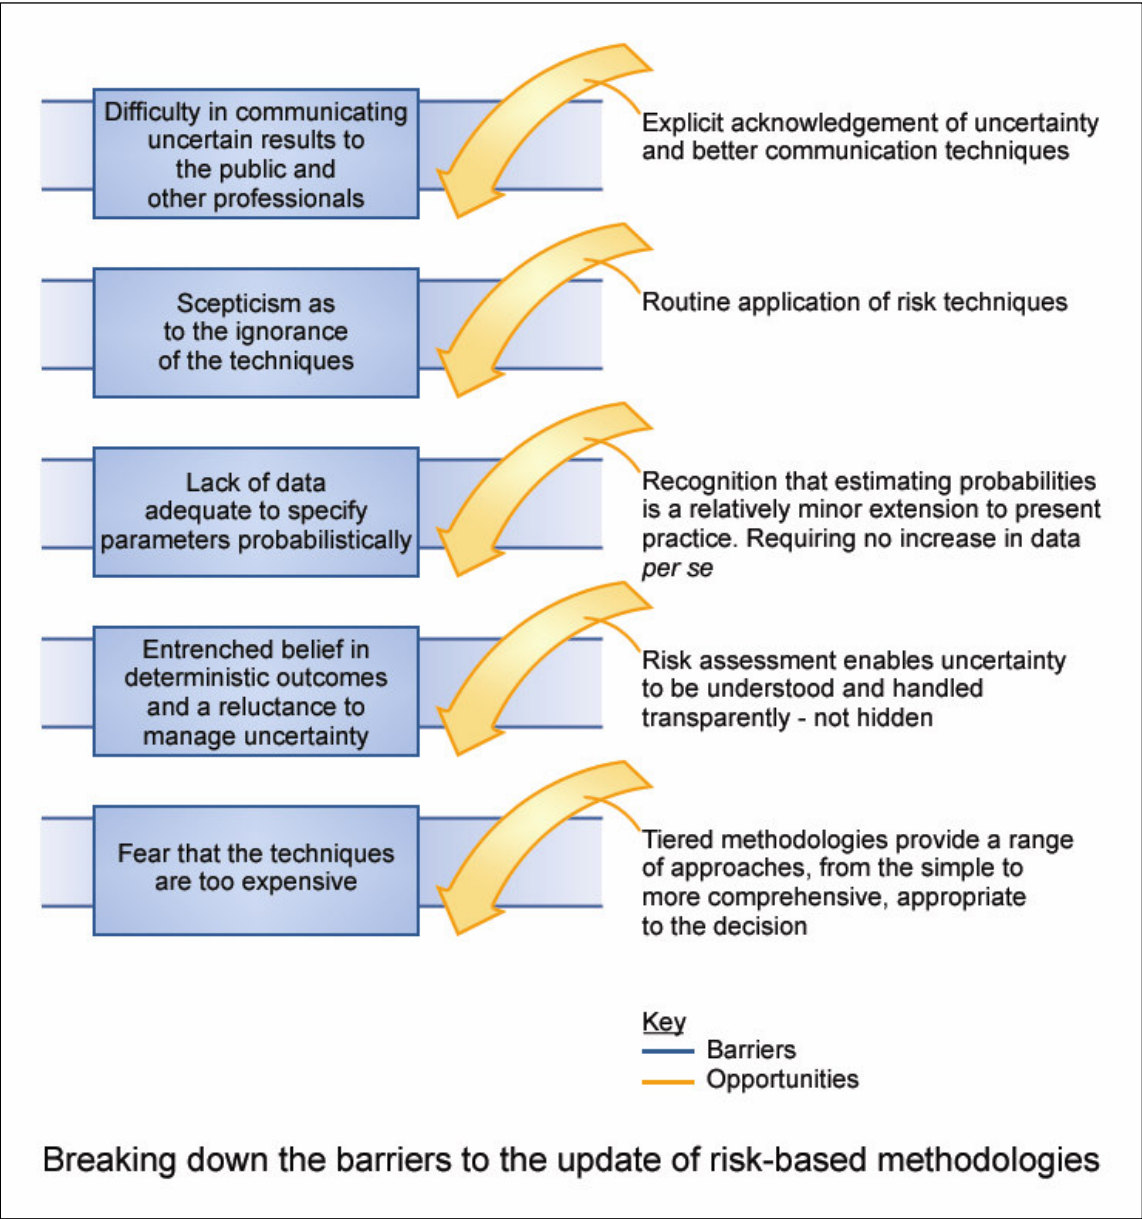 Difficulty in communicating
uncertain results to
the public and
other professionals
Explicit acknowledgement of uncertainty
and better communication techniques
Scepticism as
to the ignorance
of the techniques
Routine application of risk techniques
Lack of data
adequate to specify
parameters probabilistically
Recognition that estimating probabilities
is a relatively minor extension to present
practice. Requiring no increase in data
per se
Entrenched belief in
deterministic outcomes
and a reluctance to
manage uncertainty
Risk assessment enables uncertainty
to be understood and handled
transparently - not hidden
Fear that the techniques
are too expensive
Tiered methodologies provide a range
of approaches, from the simple to
more comprehensive, appropriate
to the decision
Key
Barriers
Opportunities
Breaking down the barriers to the update of risk-based methodologies